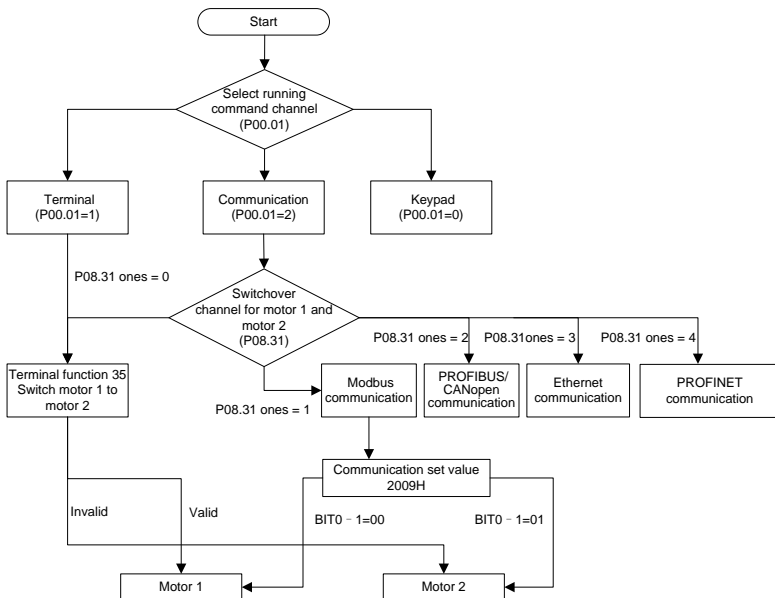 Start
Select running
command channel
(P00.01)
Terminal
(P00.01=1)
Communication
(P00.01=2)
Keypad
(P00.01=0)
P08.31 ones = 0
Switchover
channel for motor 1 and
motor 2
(P08.31)
P08.31 ones = 2
P08.31ones = 3
P08.31 ones = 4
Terminal function 35
Switch motor 1 to
motor 2
P08.31 ones = 1
Modbus
communication
PROFIBUS/
CANopen
communication
Ethernet
communication
PROFINET
communication
Communication set value
2009H
Invalid
Valid
BIT0–1=00
BIT0–1=01
Motor 1
Motor 2